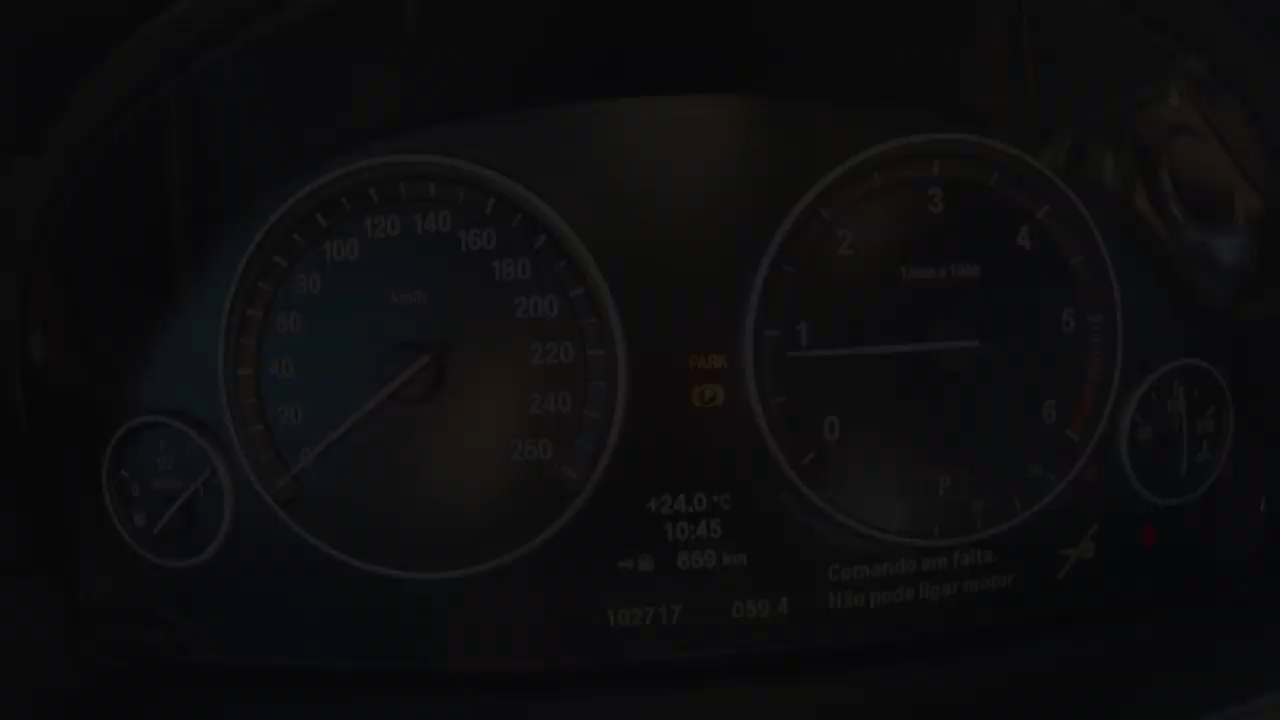 120 140
100 160
80 180
60 200
40 220
20 240
0 260
km/h
PARK
P
+24.0 °C
10:45
669 km
102717 059.4
3
2 4
1/min x 1000
1 5
0 6
P
Comando em falta.
Não pode ligar motor